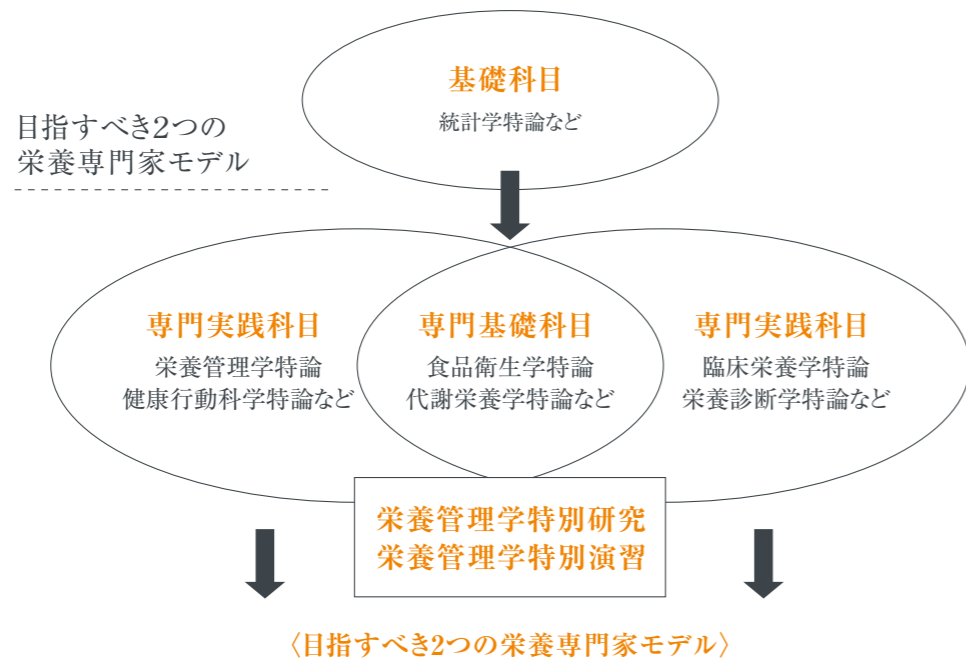 基礎科目
統計学特論など
目指すべき2つの
栄養専門家モデル
専門実践科目
栄養管理学特論
健康行動科学特論など
専門基礎科目
食品衛生学特論
代謝栄養学特論など
専門実践科目
臨床栄養学特論
栄養診断学特論など
栄養管理学特別研究
栄養管理学特別演習
〈目指すべき2つの栄養専門家モデル〉